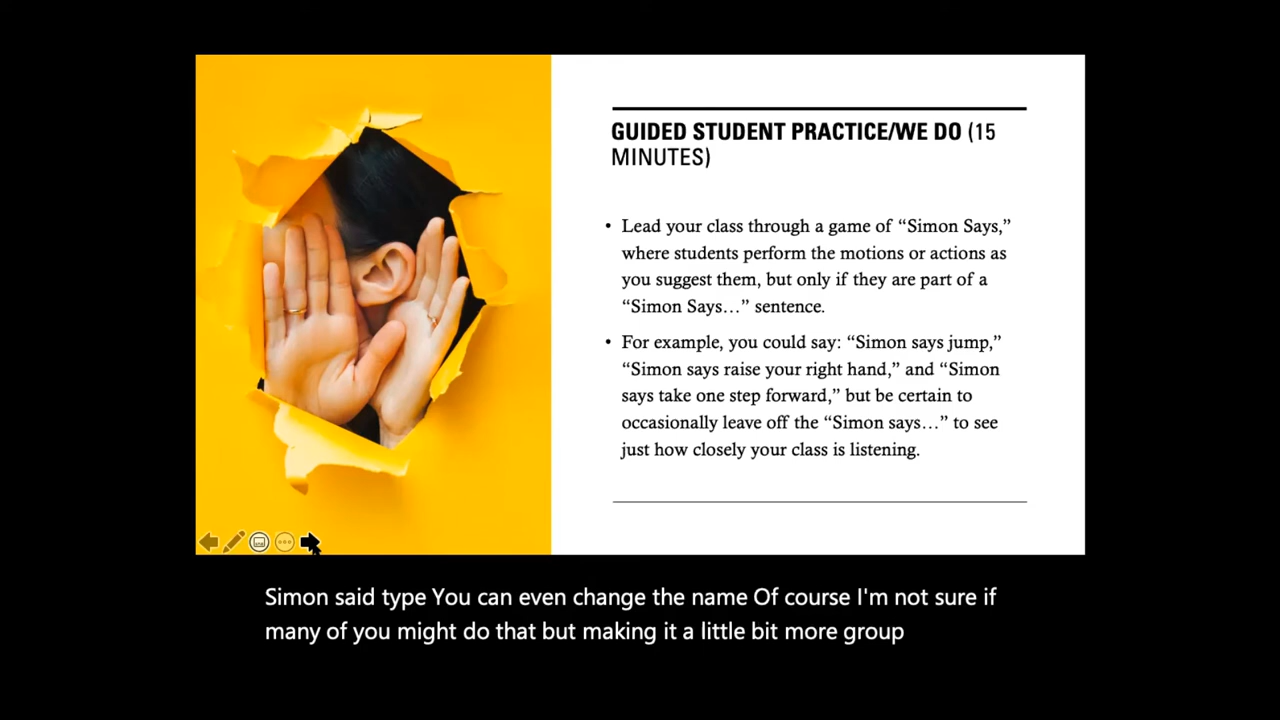 GUIDED STUDENT PRACTICE/WE DO (15
MINUTES)
• Lead your class through a game of “Simon Says,”
where students perform the motions or actions as
you suggest them, but only if they are part of a
“Simon Says…” sentence.
• For example, you could say: “Simon says jump,”
“Simon says raise your right hand,” and “Simon
says take one step forward,” but be certain to
occasionally leave off the “Simon says…” to see
just how closely your class is listening.
Simon said type You can even change the name Of course I'm not sure if
many of you might do that but making it a little bit more group